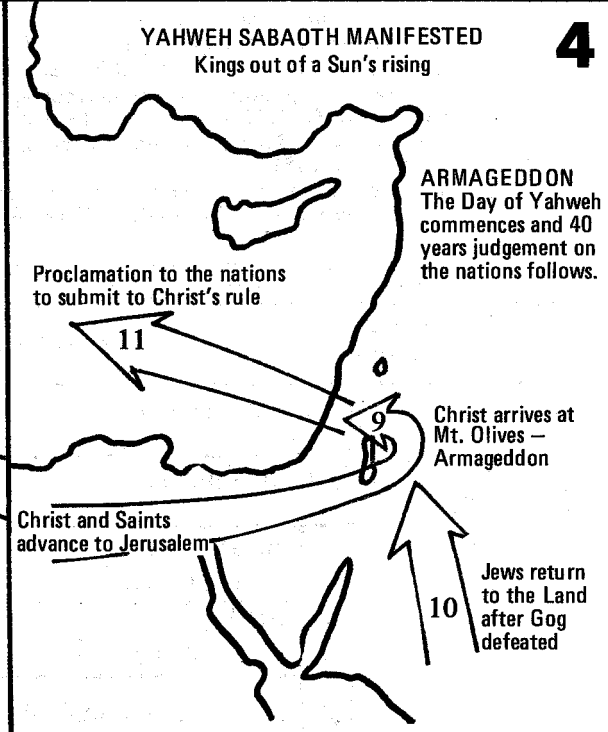 YAHWEH SABAOTH MANIFESTED
Kings out of a Sun's rising
4
ARMAGEDDON
The Day of Yahweh
commences and 40
years judgement on
the nations follows.
Proclamation to the nations
to submit to Christ's rule
11
9
Christ arrives at
Mt. Olives –
Armageddon
Christ and Saints
advance to Jerusalem
10
Jews return
to the Land
after Gog
defeated